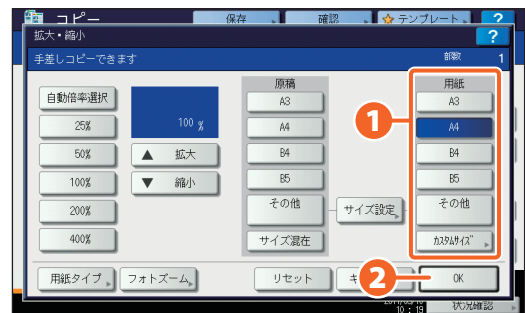 コピー 保存 確認 テンプレート ?
拡大・縮小 ?
手差しコピーできます 部数 1
原稿 用紙
自動倍率選択 A3 A3
25% 100 % A4 1 A4
50% ▲ 拡大 B4 B4
100% ▼ 縮小 B5 B5
200% その他 サイズ設定 その他
400% サイズ混在 カスタムサイズ
用紙タイプ フォトズーム リセット キ 2 OK
10 : 19 状況確認